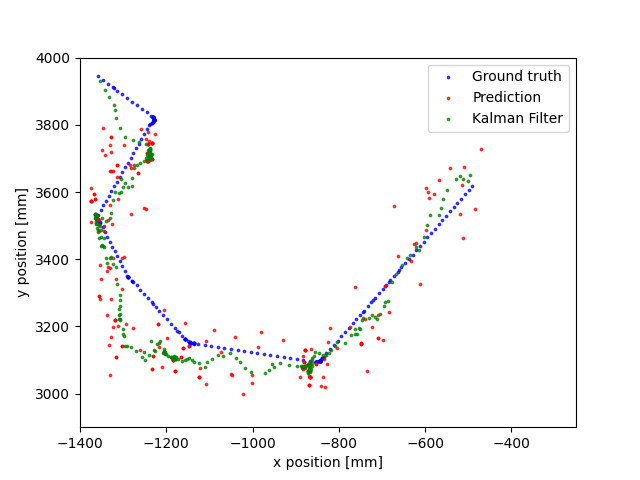 Ground truth
Prediction
Kalman Filter
4000
3800
3600
3400
3200
3000
y position [mm]
−1400 −1200 −1000 −800 −600 −400
x position [mm]